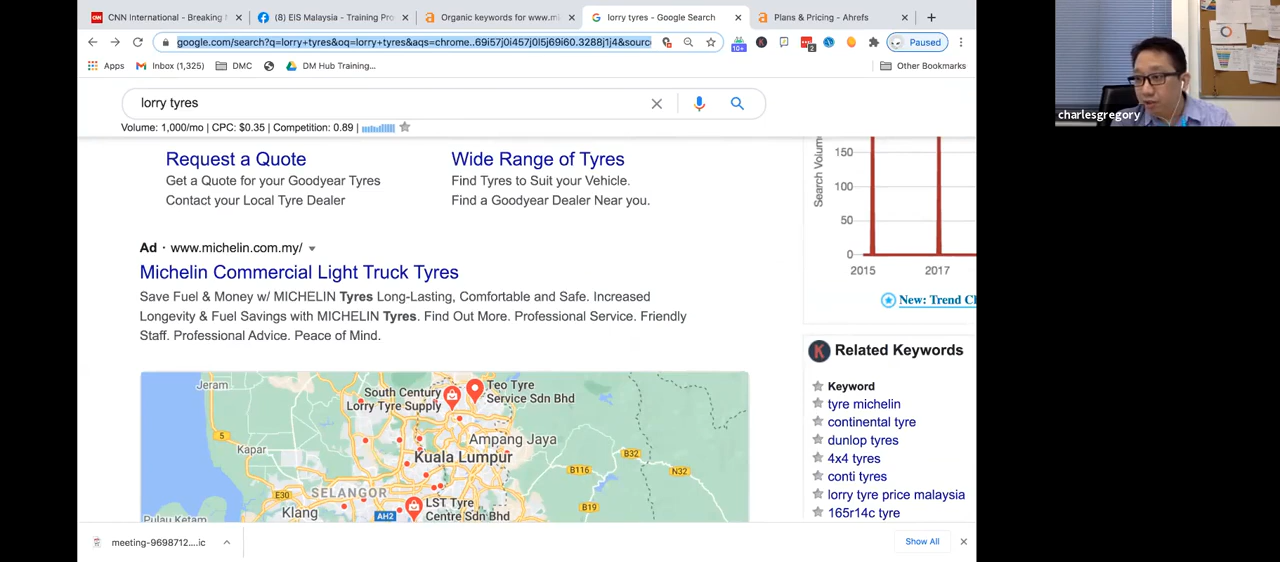 CNN International - Breaking
(8) EIS Malaysia - Training Pro
Organic keywords for www.mi
lorry tyres - Google Search
Plans & Pricing - Ahrefs
google.com/search?q=lorry+tyres&oq=lorry+tyres&aqs=chrome..69i57j0i457j0l5j69i60.3288j1j4&sourc
10+
2
Paused
Apps
Inbox (1,325)
DMC
DM Hub Training...
Other Bookmarks
charlesgregory
lorry tyres
Volume: 1,000/mo | CPC: $0.35 | Competition: 0.89 |
Request a Quote
Get a Quote for your Goodyear Tyres
Contact your Local Tyre Dealer
Wide Range of Tyres
Find Tyres to Suit your Vehicle.
Find a Goodyear Dealer Near you.
Search Volum
150
100
50
0
2015
2017
New: Trend Cl
Ad · www.michelin.com.my/
Michelin Commercial Light Truck Tyres
Save Fuel & Money w/ MICHELIN Tyres Long-Lasting, Comfortable and Safe. Increased
Longevity & Fuel Savings with MICHELIN Tyres. Find Out More. Professional Service. Friendly
Staff. Professional Advice. Peace of Mind.
K Related Keywords
Keyword
tyre michelin
continental tyre
dunlop tyres
4x4 tyres
conti tyres
lorry tyre price malaysia
165r14c tyre
Jeram
South Century
Lorry Tyre Supply
Teo Tyre
Service Sdn Bhd
5
Kapar
Ampang Jaya
Kuala Lumpur
B32
B116
N32
E30
SELANGOR
Klang
AH2
LST Tyre
Centre Sdn Bhd
B19
Pulau Ketam
meeting-9698712....ic
Show All